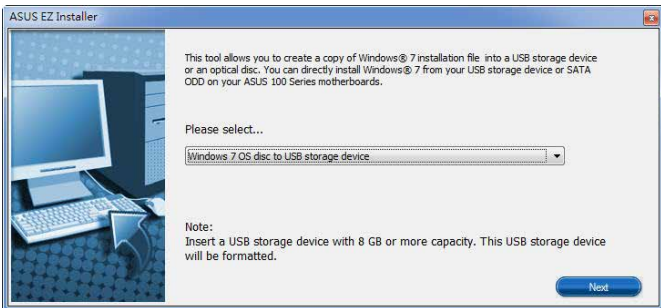 ASUS EZ Installer
This tool allows you to create a copy of Windows® 7 installation file into a USB storage device
or an optical disc. You can directly install Windows® 7 from your USB storage device or SATA
ODD on your ASUS 100 Series motherboards.
Please select...
Windows 7 OS disc to USB storage device
Note:
Insert a USB storage device with 8 GB or more capacity. This USB storage device
will be formatted.
Next